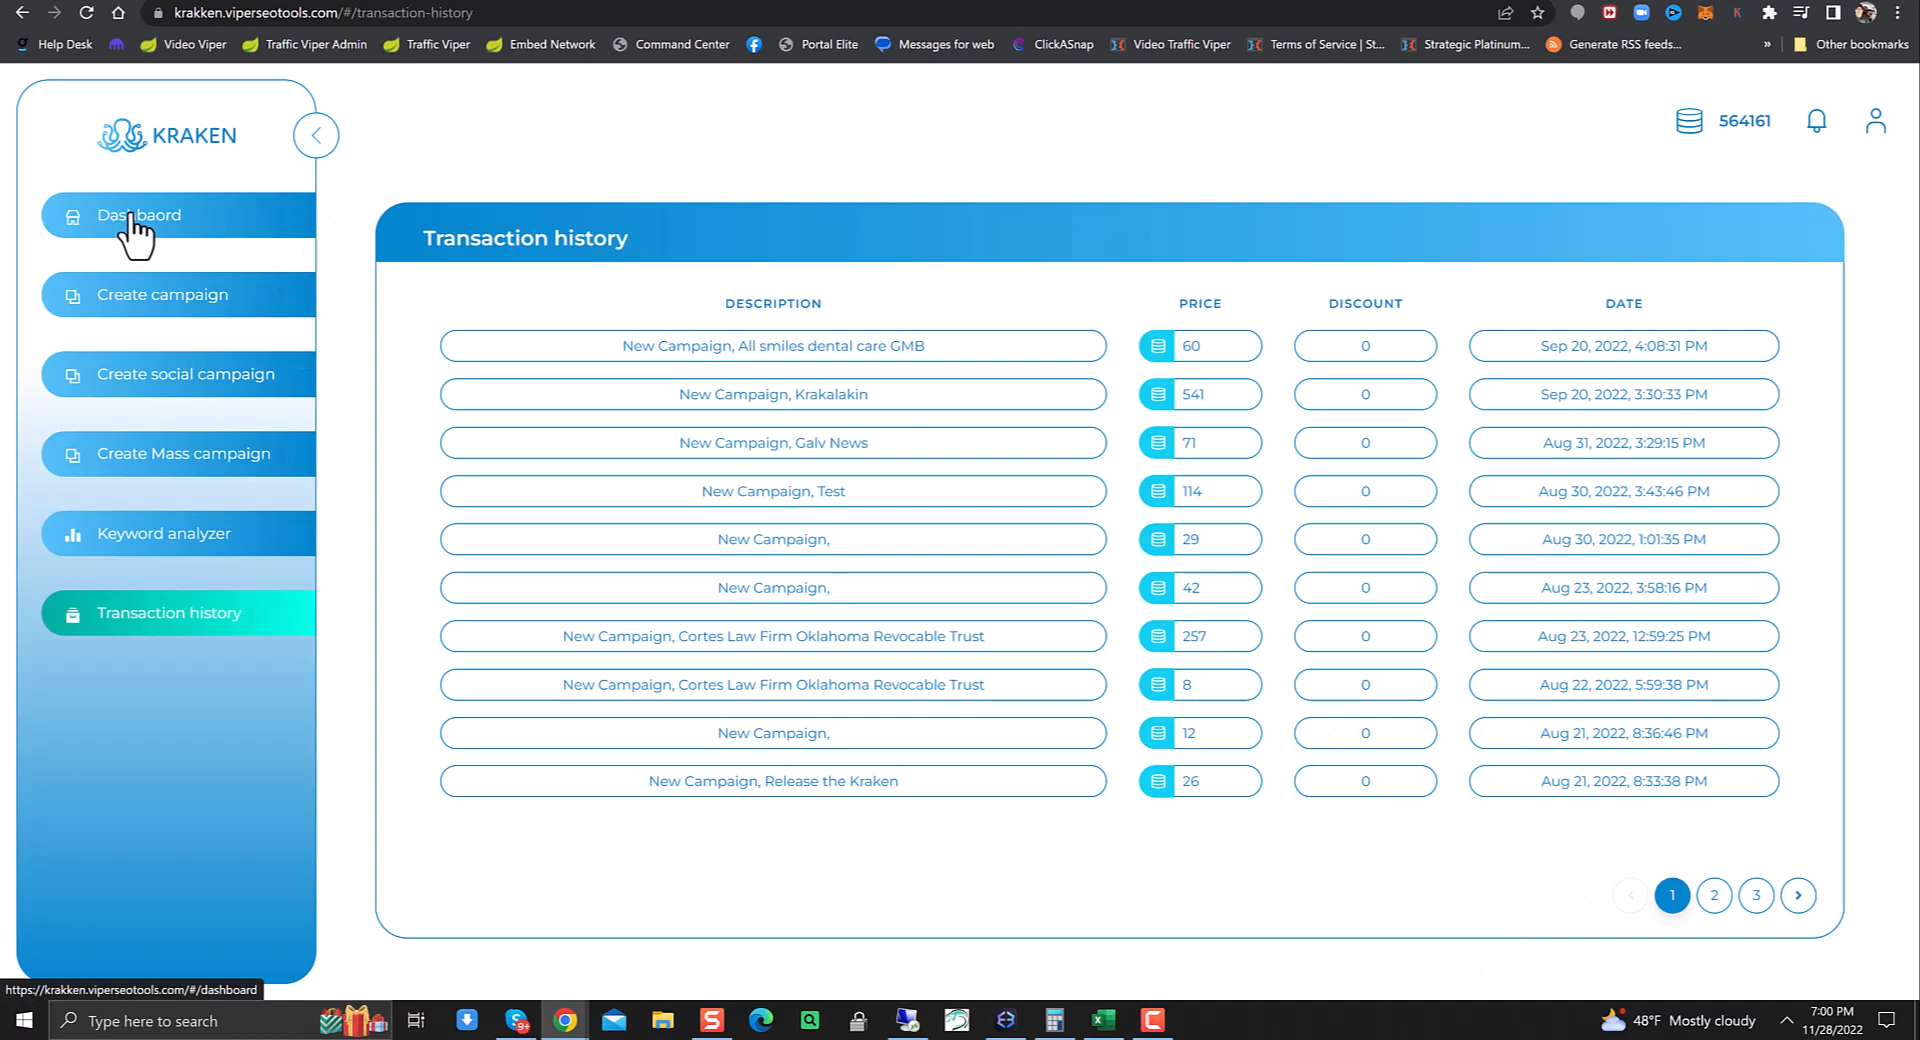 krakken.viperseotools.com/#/transaction-history
Help Desk
Video Viper
Traffic Viper Admin
Traffic Viper
Embed Network
Command Center
Portal Elite
Messages for web
ClickASnap
Video Traffic Viper
Terms of Service | St...
Strategic Platinum...
Generate RSS feeds...
»
Other bookmarks
KRAKEN
564161
Dashbaord
Create campaign
Create social campaign
Create Mass campaign
Keyword analyzer
Transaction history
Transaction history
DESCRIPTION PRICE DISCOUNT DATE
New Campaign, All smiles dental care GMB 60 0 Sep 20, 2022, 4:08:31 PM
New Campaign, Krakalakin 541 0 Sep 20, 2022, 3:30:33 PM
New Campaign, Galv News 71 0 Aug 31, 2022, 3:29:15 PM
New Campaign, Test 114 0 Aug 30, 2022, 3:43:46 PM
New Campaign, 29 0 Aug 30, 2022, 1:01:35 PM
New Campaign, 42 0 Aug 23, 2022, 3:58:16 PM
New Campaign, Cortes Law Firm Oklahoma Revocable Trust 257 0 Aug 23, 2022, 12:59:25 PM
New Campaign, Cortes Law Firm Oklahoma Revocable Trust 8 0 Aug 22, 2022, 5:59:38 PM
New Campaign, 12 0 Aug 21, 2022, 8:36:46 PM
New Campaign, Release the Kraken 26 0 Aug 21, 2022, 8:33:38 PM
1 2 3
https://krakken.viperseotools.com/#/dashboard
Type here to search
9+
48°F Mostly cloudy
7:00 PM
11/28/2022